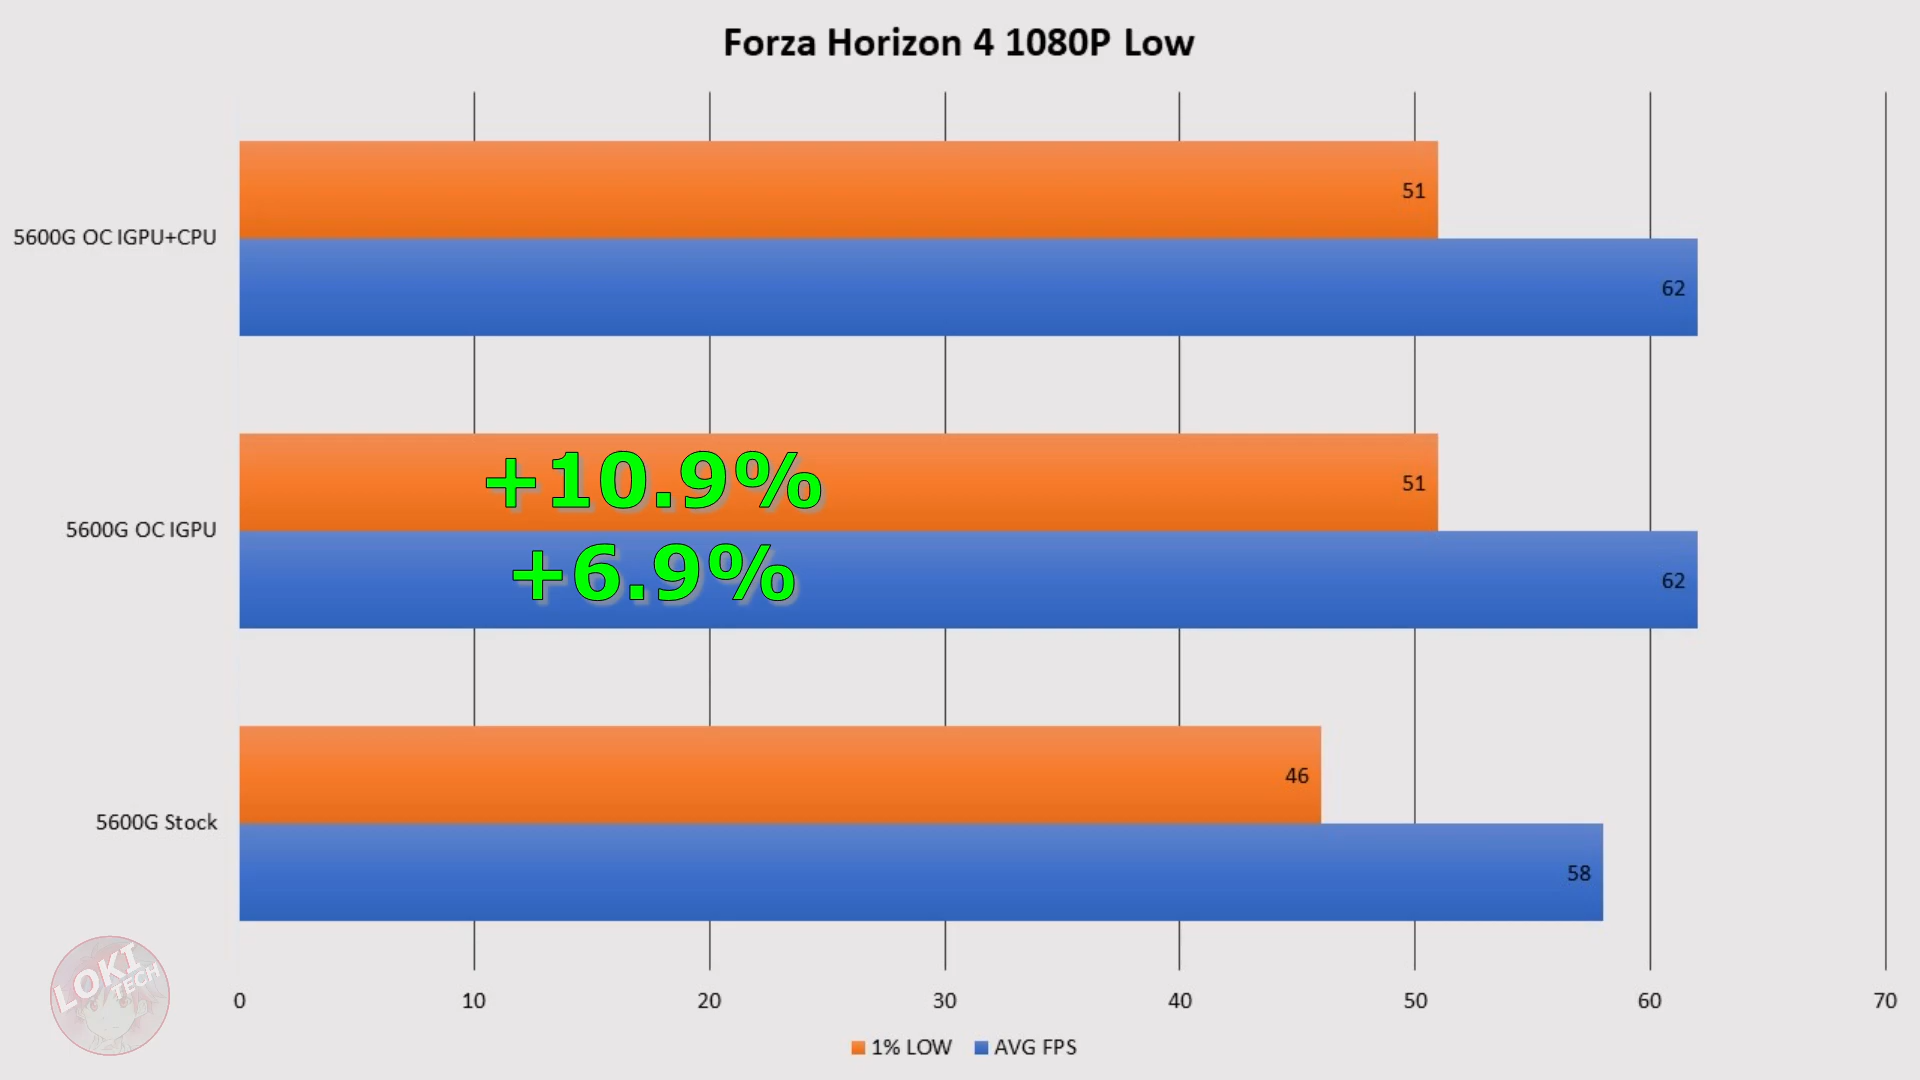 Forza Horizon 4 1080P Low
5600G OC IGPU+CPU
51
62
5600G OC IGPU
+10.9%
51
+6.9%
62
5600G Stock
46
58
0 10 20 30 40 50 60 70
1% LOW AVG FPS
LOKI
TECH